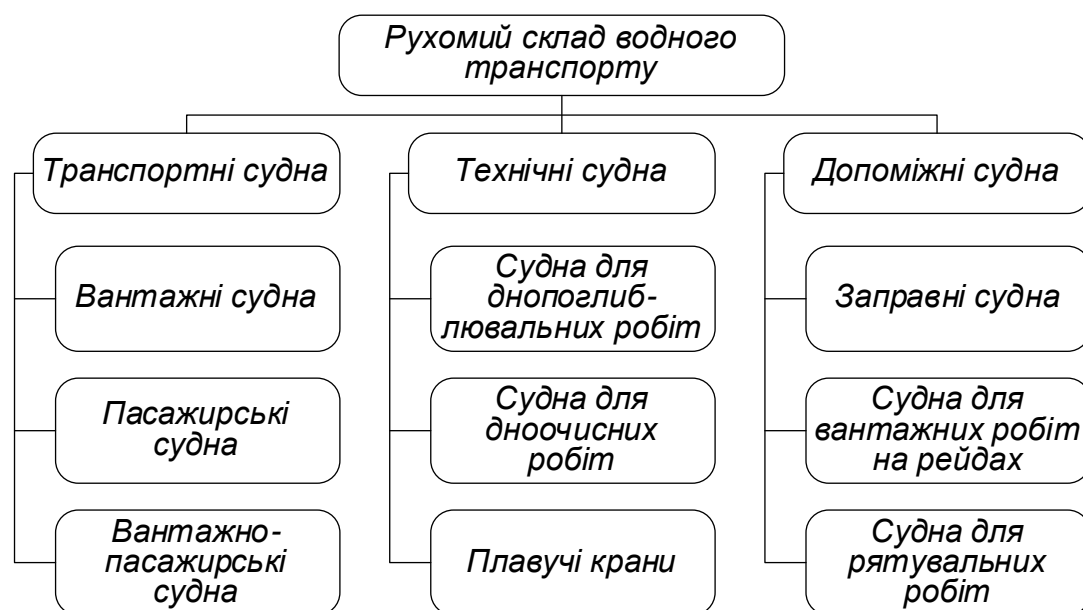 Рухомий склад водного
транспорту
Транспортні судна
Технічні судна
Допоміжні судна
Вантажні судна
Судна для
днопоглиб-
лювальних робіт
Заправні судна
Пасажирські
судна
Судна для
дноочисних
робіт
Судна для
вантажних робіт
на рейдах
Вантажно-
пасажирські
судна
Плавучі крани
Судна для
рятувальних
робіт